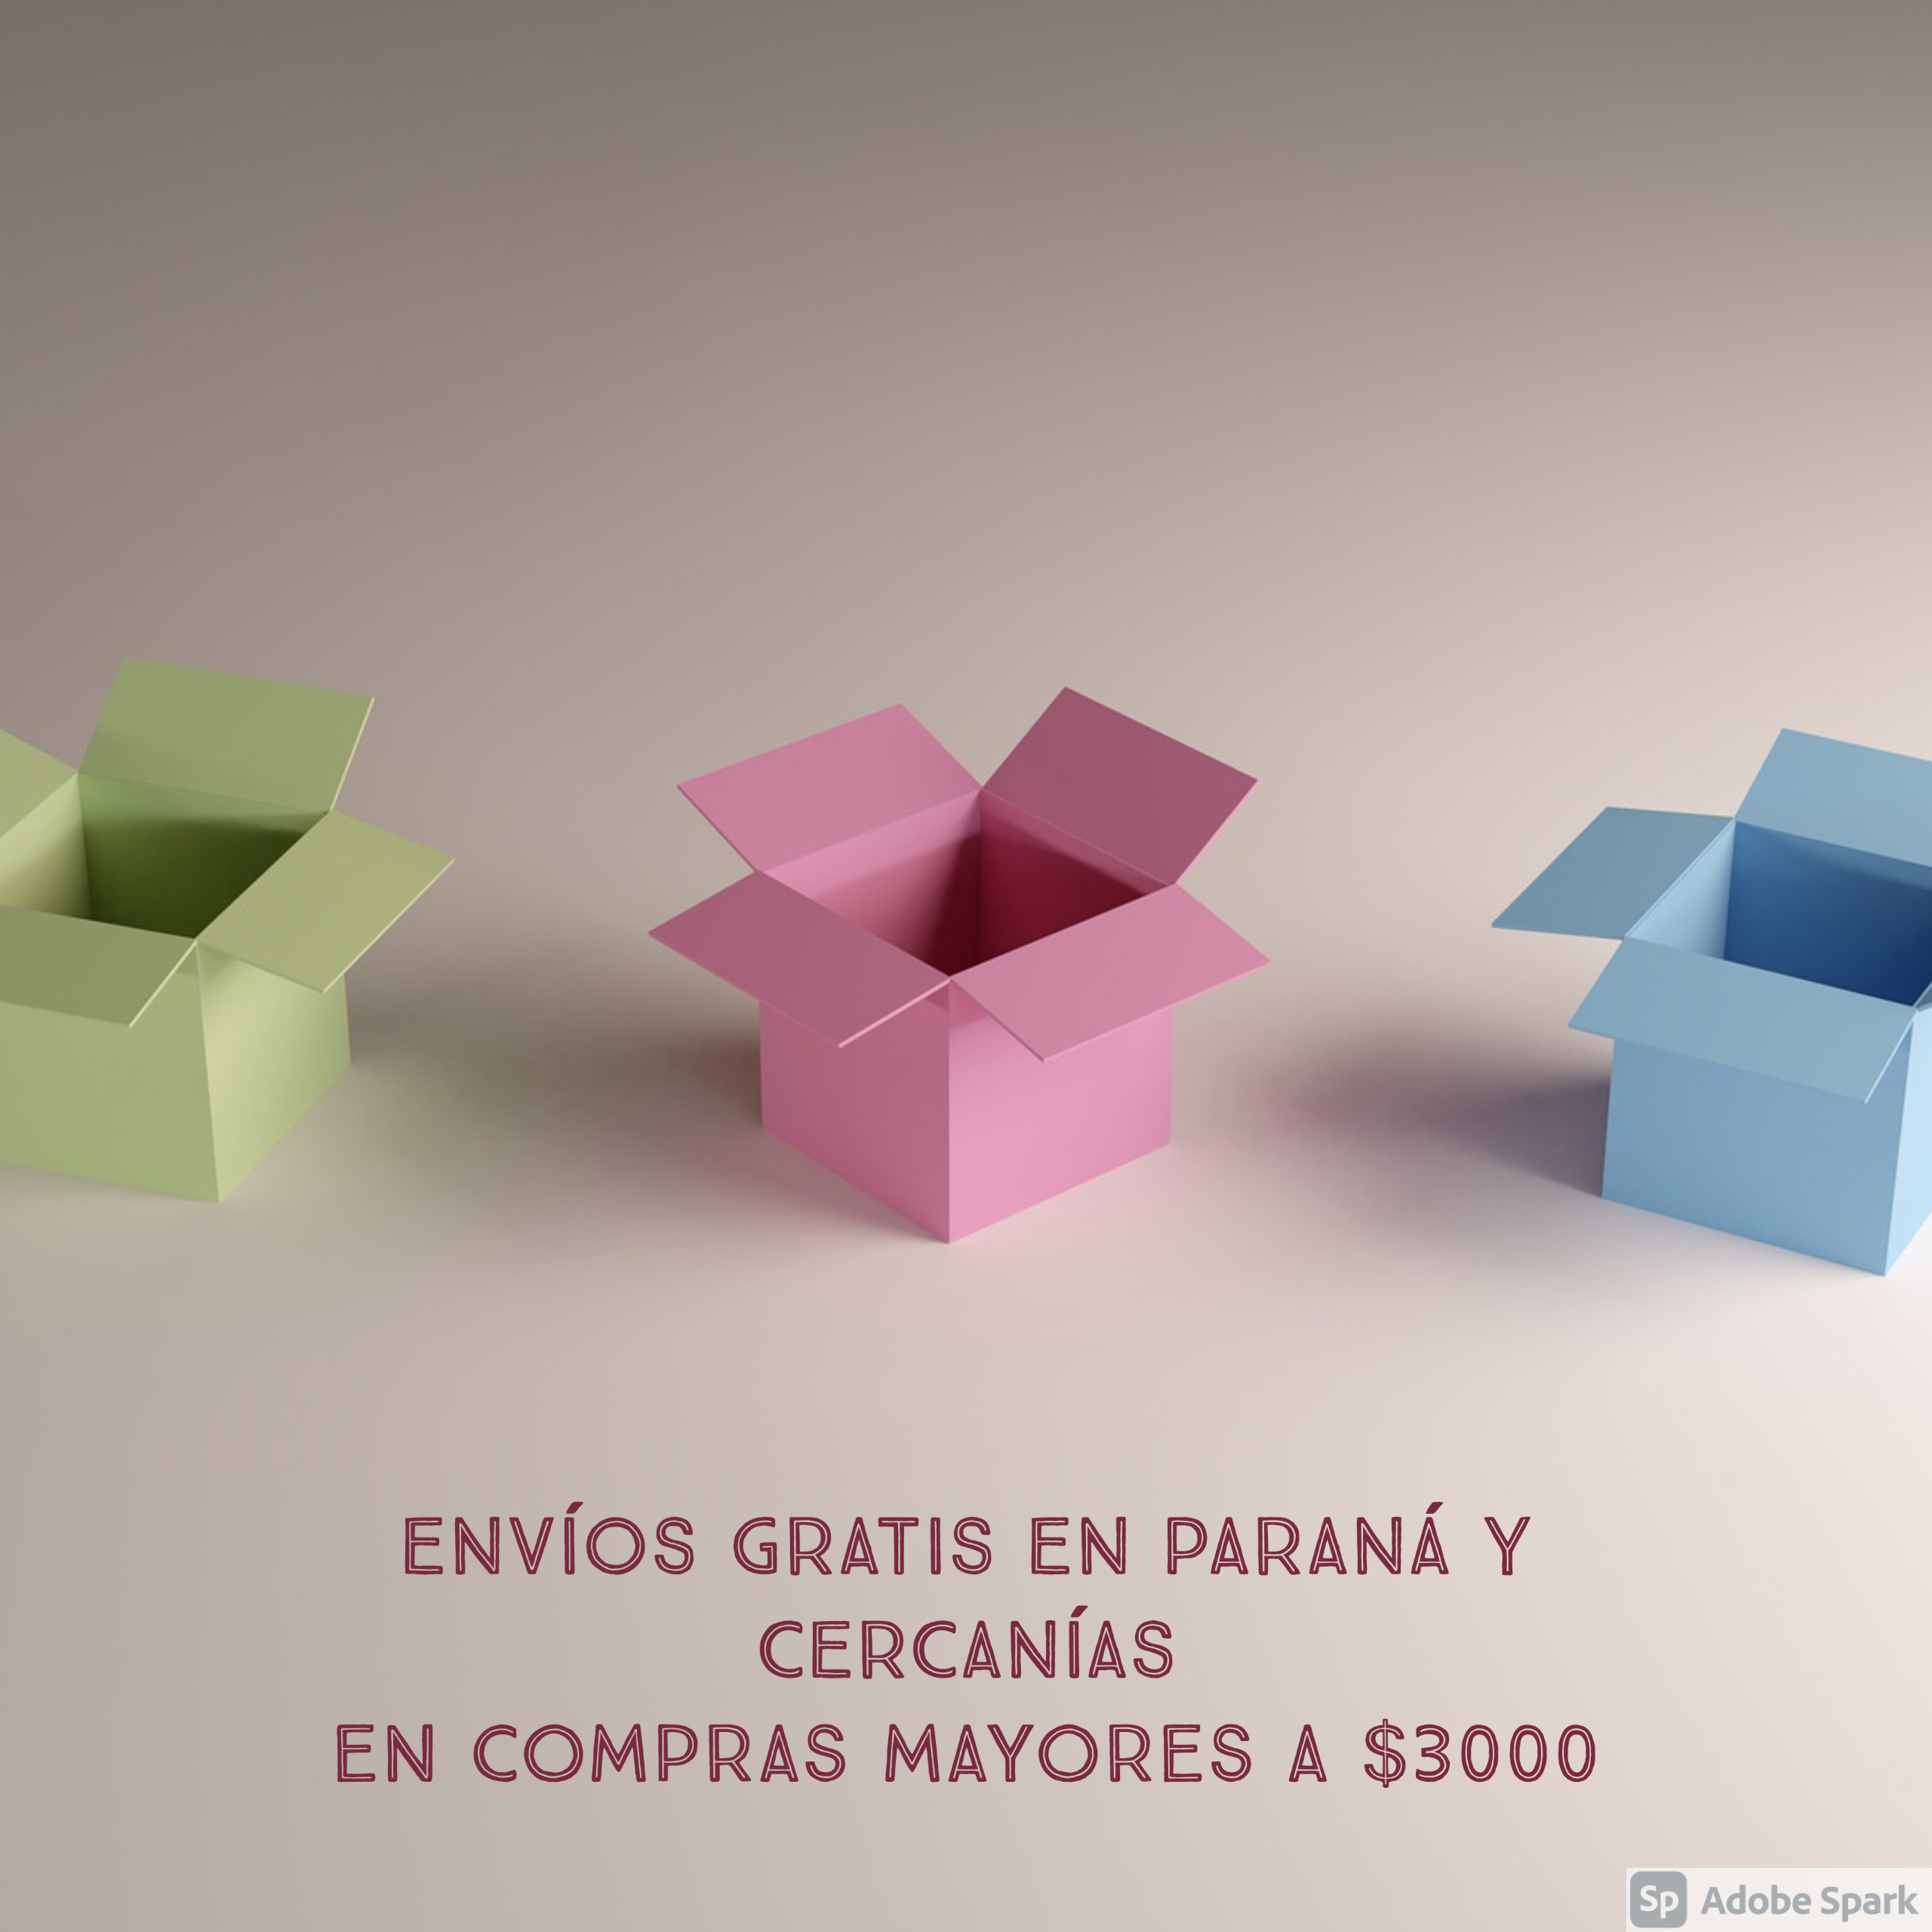 ENVÍOS GRATIS EN PARANÁ Y
CERCANÍAS
EN COMPRAS MAYORES A $3000
Sp Adobe Spark